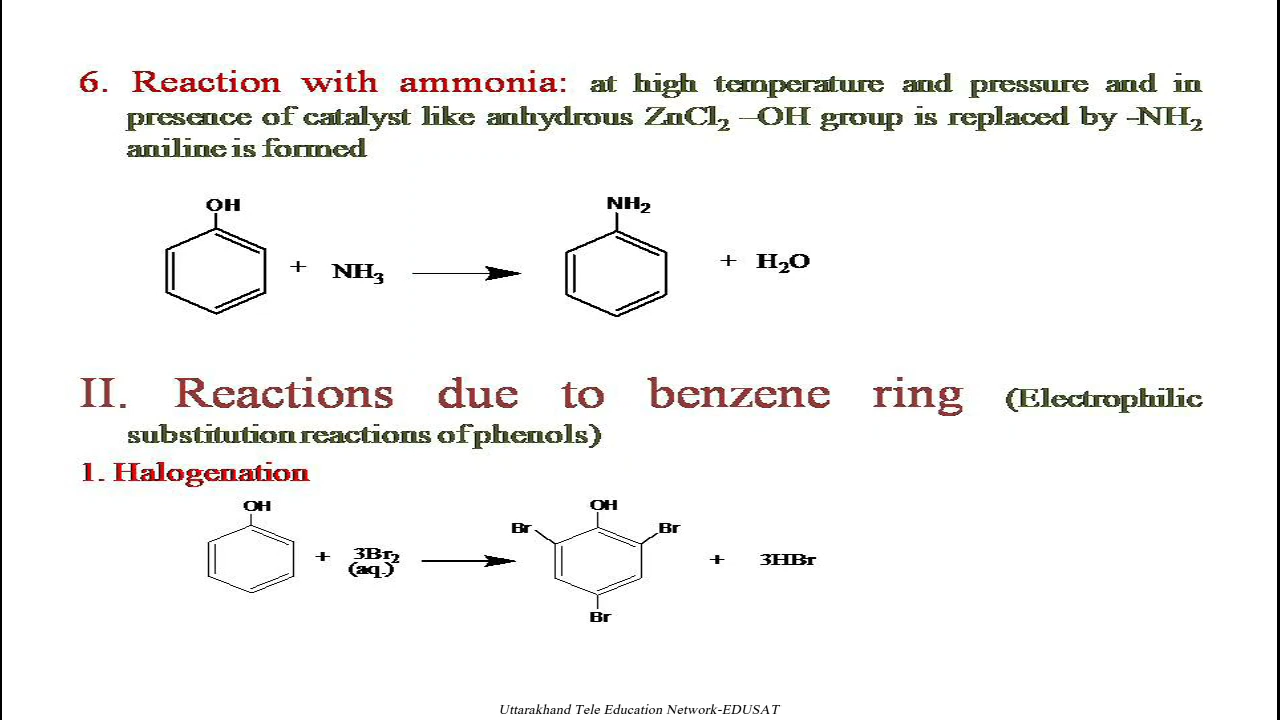 6. Reaction with ammonia: at high temperature and pressure and in
presence of catalyst like anhydrous ZnCl₂ –OH group is replaced by -NH₂
aniline is formed
OH
NH₂
+ NH₃
+ H₂O
II. Reactions due to benzene ring (Electrophilic
substitution reactions of phenols)
1. Halogenation
OH
OH
Br
Br
+ 3Br₂
(aq.)
+ 3HBr
Br
Uttarakhand Tele Education Network-EDUSAT